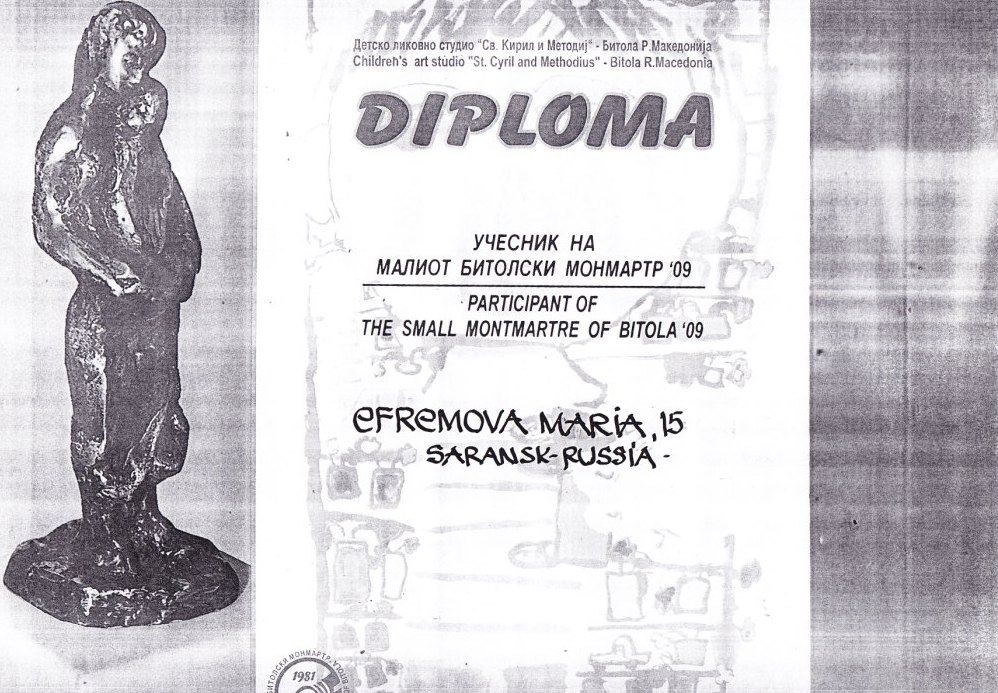 Детско ликовно студио "Св. Кирил и Методиј" - Битола Р.Македонија
Children's art studio "St. Cyril and Methodius" - Bitola R.Macedonia
DIPLOMA
УЧЕСНИК НА
МАЛИОТ БИТОЛСКИ МОНМАРТР '09
PARTICIPANT OF
THE SMALL MONTMARTRE OF BITOLA '09
EFREMOVA MARIA, 15
SARANSK-RUSSIA-
БИТОЛСКИ МОНМАРТР
1981